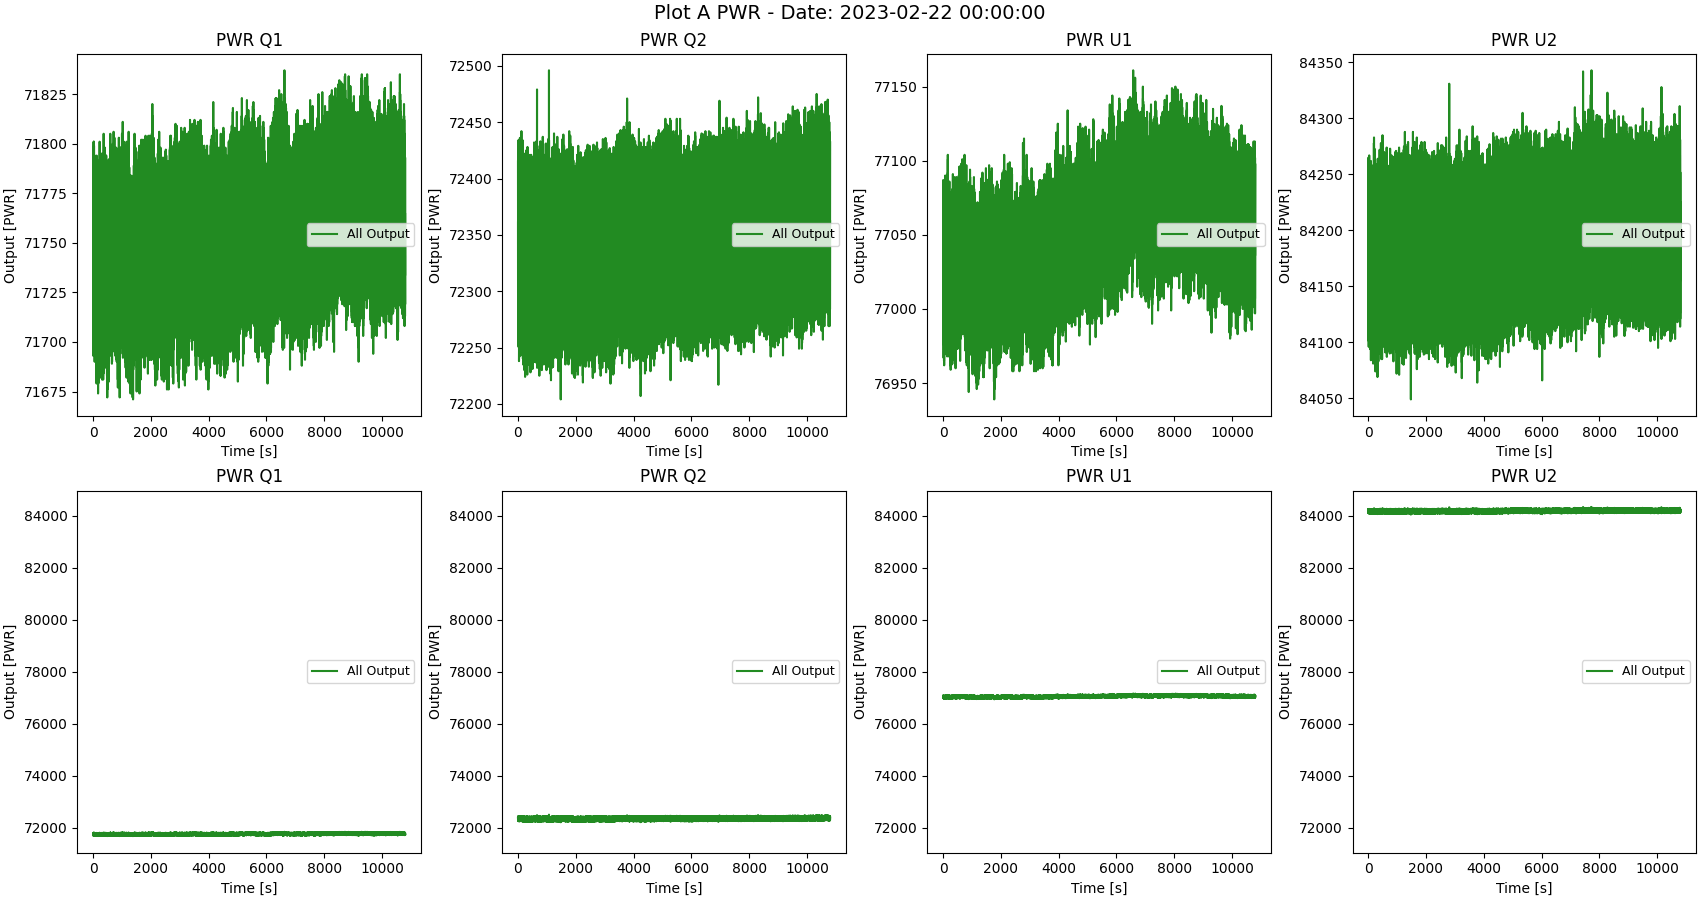 Plot A PWR - Date: 2023-02-22 00:00:00
PWR Q1
Output [PWR]
71825
71800
71775
71750
71725
71700
71675
0 2000 4000 6000 8000 10000
Time [s]
All Output
PWR Q2
Output [PWR]
72500
72450
72400
72350
72300
72250
72200
0 2000 4000 6000 8000 10000
Time [s]
All Output
PWR U1
Output [PWR]
77150
77100
77050
77000
76950
0 2000 4000 6000 8000 10000
Time [s]
All Output
PWR U2
Output [PWR]
84350
84300
84250
84200
84150
84100
84050
0 2000 4000 6000 8000 10000
Time [s]
All Output
PWR Q1
Output [PWR]
84000
82000
80000
78000
76000
74000
72000
0 2000 4000 6000 8000 10000
Time [s]
All Output
PWR Q2
Output [PWR]
84000
82000
80000
78000
76000
74000
72000
0 2000 4000 6000 8000 10000
Time [s]
All Output
PWR U1
Output [PWR]
84000
82000
80000
78000
76000
74000
72000
0 2000 4000 6000 8000 10000
Time [s]
All Output
PWR U2
Output [PWR]
84000
82000
80000
78000
76000
74000
72000
0 2000 4000 6000 8000 10000
Time [s]
All Output